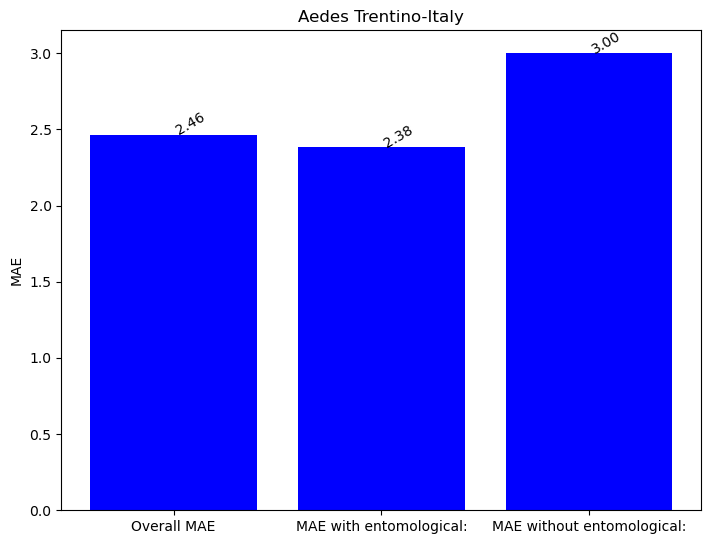 Aedes Trentino-Italy
MAE
3.0
2.5
2.0
1.5
1.0
0.5
0.0
2.46
2.38
3.00
Overall MAE
MAE with entomological:
MAE without entomological: